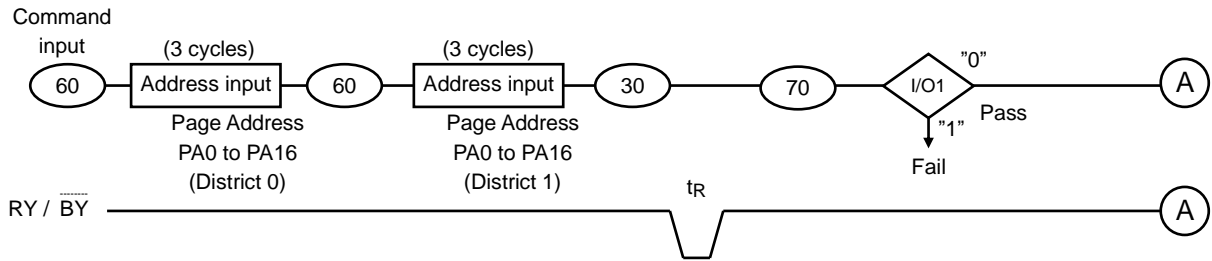 Command
input
(3 cycles)
(3 cycles)
"0"
60
Address input
60
Address input
30
70
I/O1
A
Page Address
PA0 to PA16
(District 0)
Page Address
PA0 to PA16
(District 1)
"1"
Pass
Fail
tR
RY / BY
A